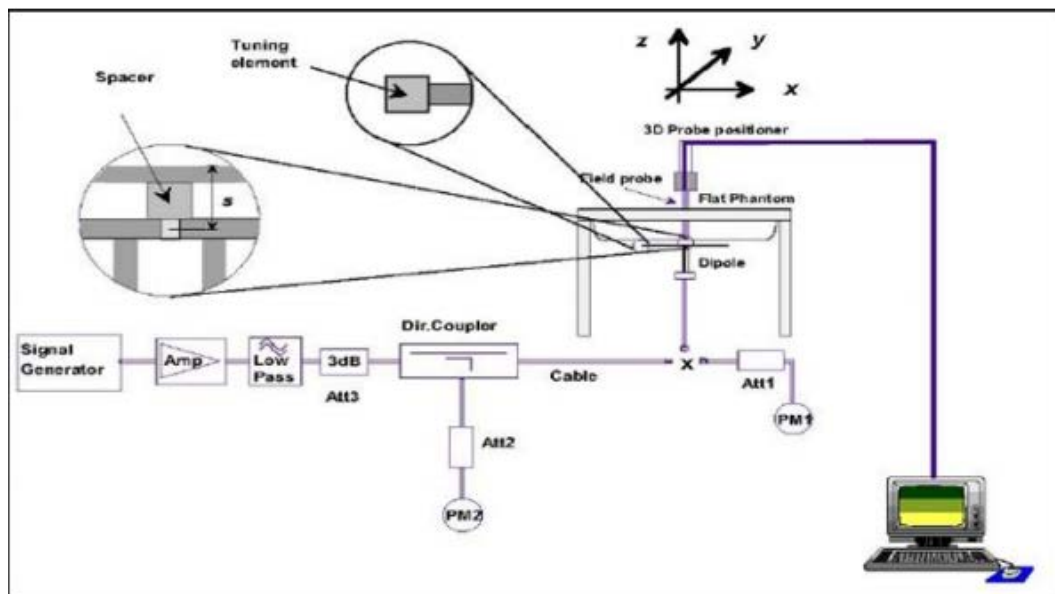 Tuning
element
z
y
x
Spacer
3D Probe positioner
Field probe
s
Flat Phantom
Dipole
Dir.Coupler
Signal
Generator
Amp
Low
Pass
3dB
Att3
Cable
x
Att1
PM1
Att2
PM2